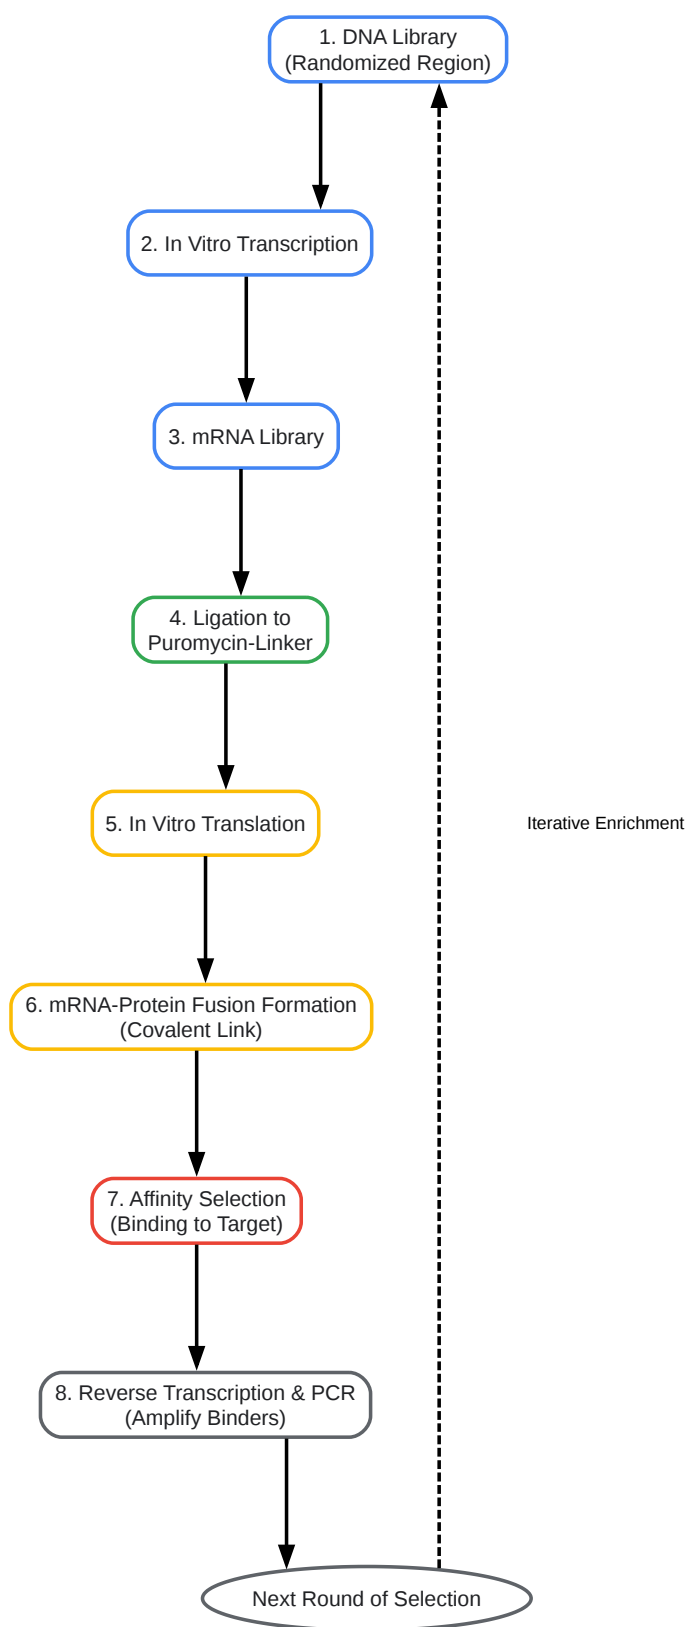 1. DNA Library
(Randomized Region)
2. In Vitro Transcription
3. mRNA Library
4. Ligation to
Puromycin-Linker
5. In Vitro Translation
Iterative Enrichment
6. mRNA-Protein Fusion Formation
(Covalent Link)
7. Affinity Selection
(Binding to Target)
8. Reverse Transcription & PCR
(Amplify Binders)
Next Round of Selection